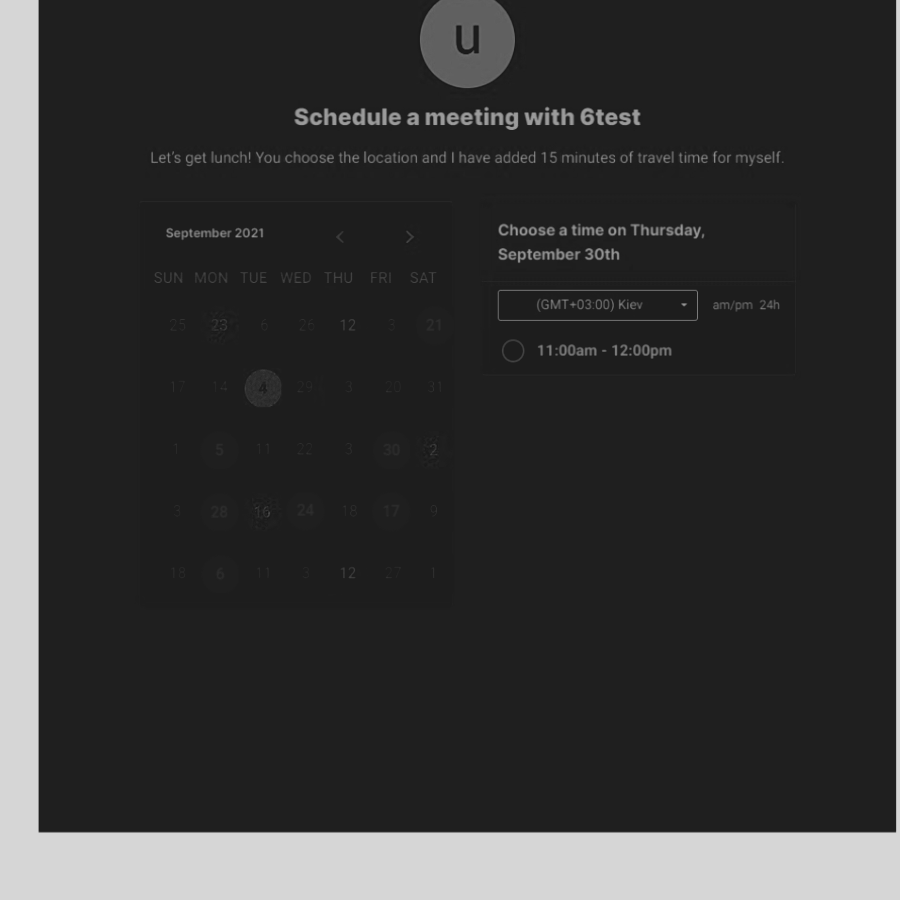 u
Schedule a meeting with 6test
Let's get lunch! You choose the location and I have added 15 minutes of travel time for myself.
September 2021
SUN MON TUE WED THU FRI SAT
25 23 6 26 12 3 21
17 14 4 29 3 20 31
1 5 11 22 3 30 2
3 28 16 24 18 17 9
18 6 11 3 12 27 1
Choose a time on Thursday,
September 30th
(GMT+03:00) Kiev am/pm 24h
11:00am - 12:00pm